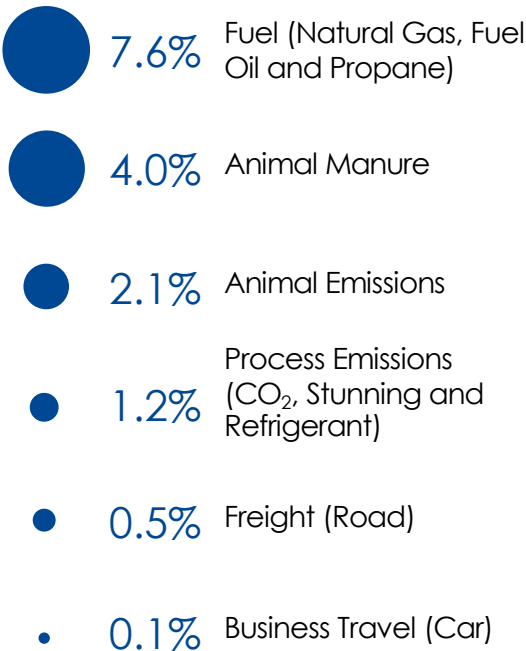 7.6% Fuel (Natural Gas, Fuel
Oil and Propane)
4.0% Animal Manure
2.1% Animal Emissions
Process Emissions
1.2% (CO₂, Stunning and
Refrigerant)
0.5% Freight (Road)
0.1% Business Travel (Car)